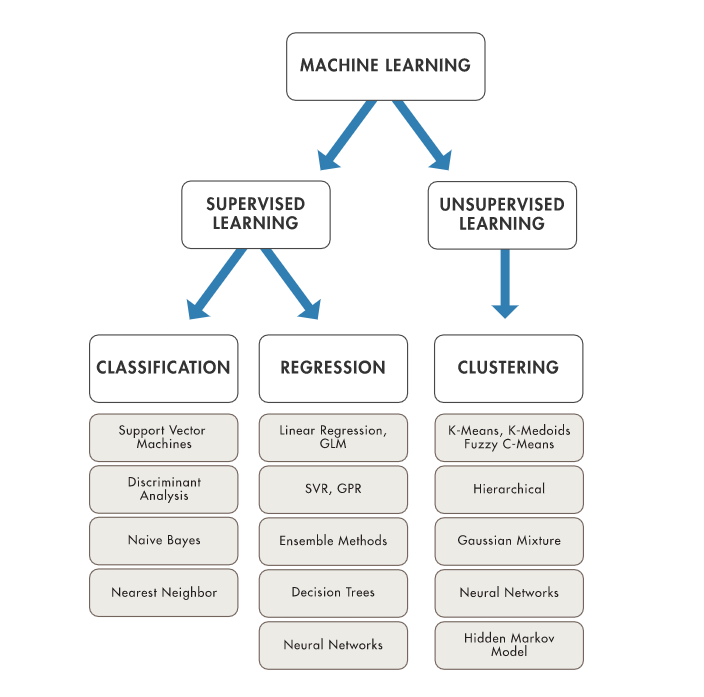 MACHINE LEARNING
SUPERVISED
LEARNING
UNSUPERVISED
LEARNING
CLASSIFICATION
Support Vector
Machines
Discriminant
Analysis
Naive Bayes
Nearest Neighbor
REGRESSION
Linear Regression,
GLM
SVR, GPR
Ensemble Methods
Decision Trees
Neural Networks
CLUSTERING
K-Means, K-Medoids
Fuzzy C-Means
Hierarchical
Gaussian Mixture
Neural Networks
Hidden Markov
Model